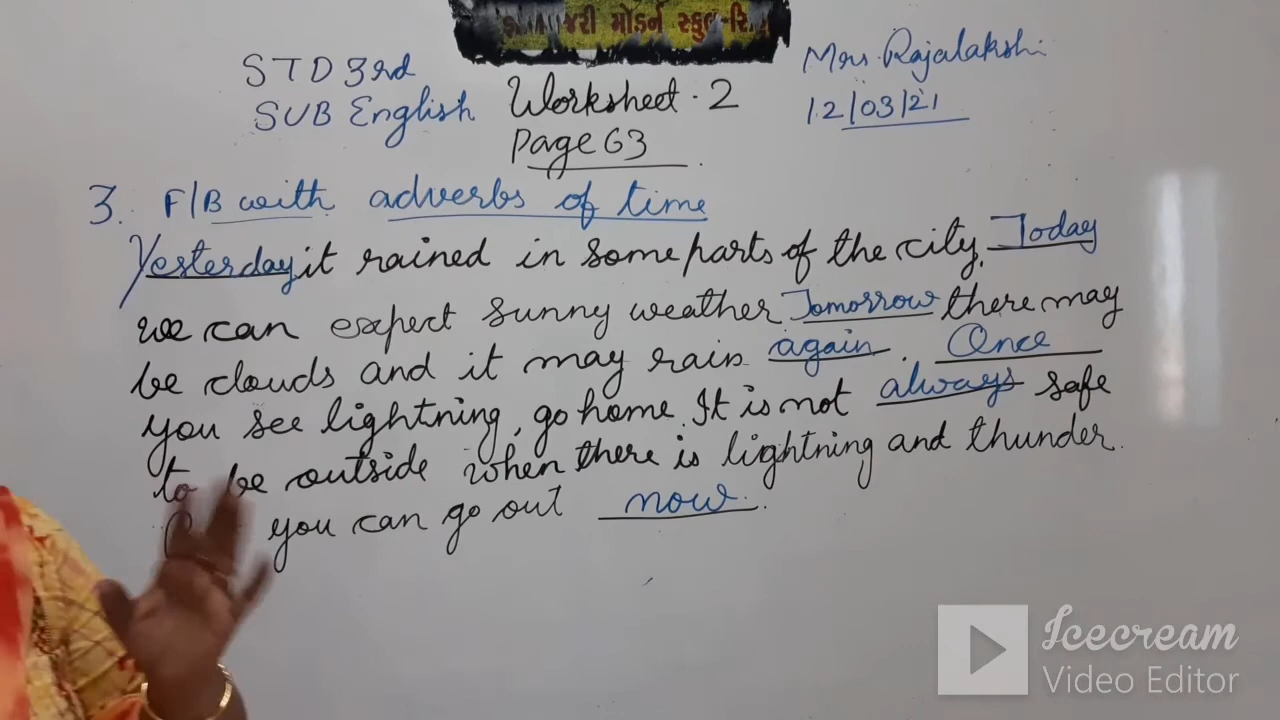 મોડર્ન સ્કુલ
STD 3rd
SUB English
Worksheet - 2
Page 63
Mrs. Rajalakshi
12/03/21
3. F/B with adverbs of time
Yesterday it rained in some parts of the city. Today
we can expect sunny weather Tomorrow there may
be clouds and it may rain again. Once
you see lightning, go home. It is not always safe
to be outside when there is lightning and thunder.
you can go out now.
Icecream
Video Editor